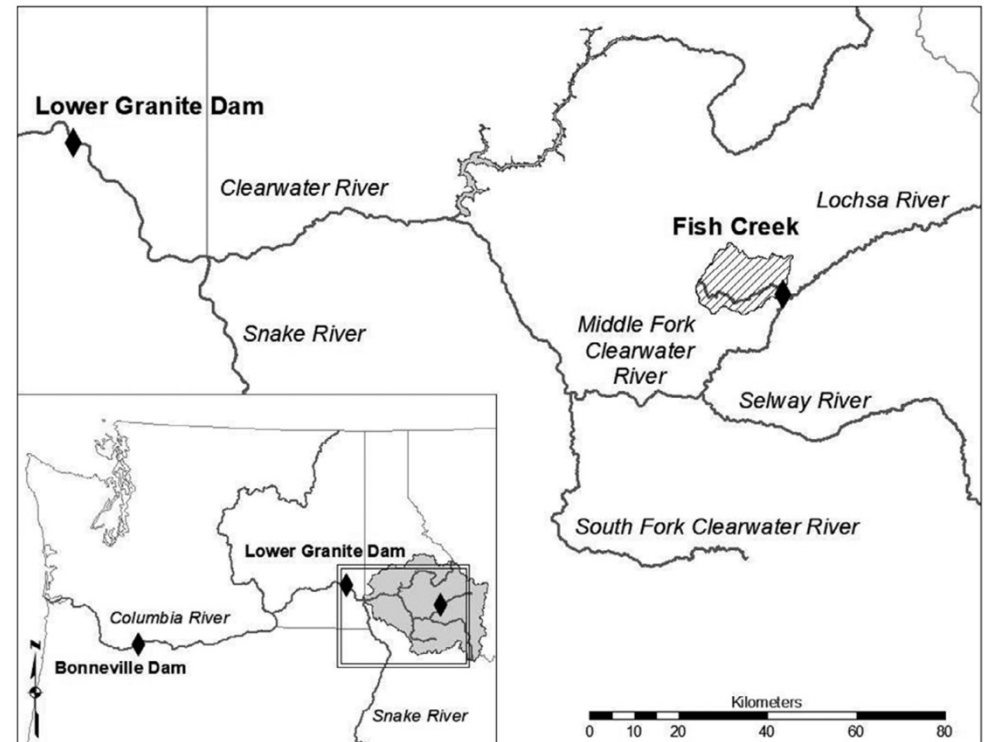 Lower Granite Dam
Clearwater River
Lochsa River
Fish Creek
Snake River
Middle Fork
Clearwater
River
Selway River
South Fork Clearwater River
Lower Granite Dam
Columbia River
Bonneville Dam
Snake River
N
Kilometers
0 10 20 40 60 80